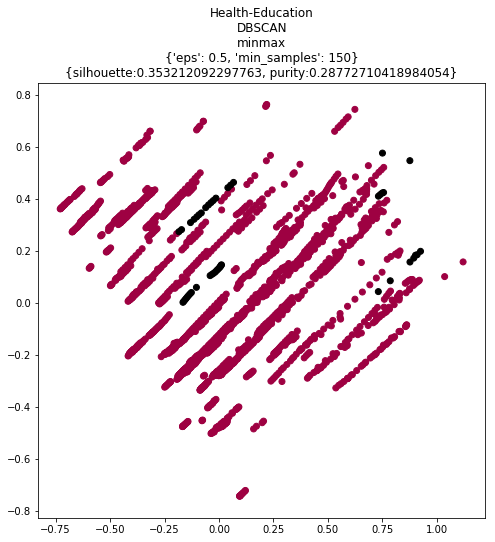 Health-Education
DBSCAN
minmax
{'eps': 0.5, 'min_samples': 150}
{silhouette:0.353212092297763, purity:0.28772710418984054}
0.8
0.6
0.4
0.2
0.0
−0.2
−0.4
−0.6
−0.8
−0.75 −0.50 −0.25 0.00 0.25 0.50 0.75 1.00